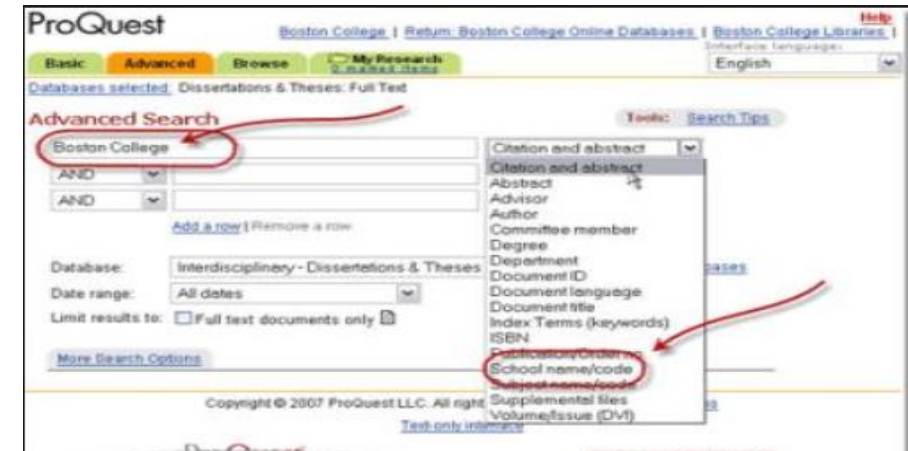 ProQuest
Help
Boston College | Return: Boston College Online Databases | Boston College Libraries |
Interface language:
Basic Advanced Browse My Research
0 marked items
English
Databases selected: Dissertations & Theses: Full Text
Advanced Search
Tools: Search Tips
Boston College
Citation and abstract
AND
AND
Add a row | Remove a row
Citation and abstract
Abstract
Advisor
Author
Committee member
Degree
Department
Document ID
Document language
Document title
Index Terms (keywords)
ISBN
Publication/Order no
School name/code
Subject name/code
Supplemental files
Volume/Issue (DVI)
Database: Interdisciplinary - Dissertations & Theses
Date range: All dates
Limit results to: Full text documents only
More Search Options
Copyright © 2007 ProQuest LLC. All right
Text-only interface